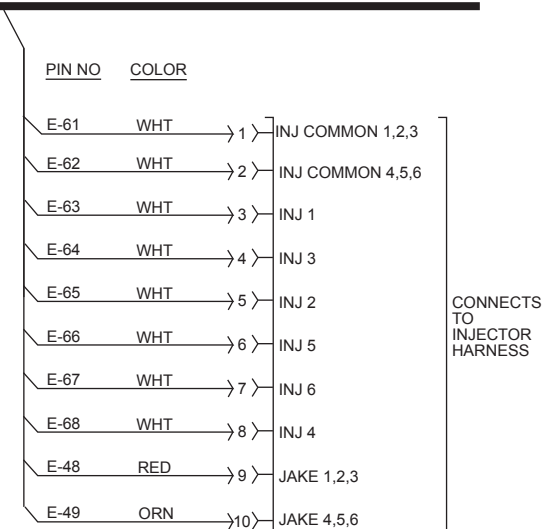 PIN NO COLOR
E-61 WHT 1 INJ COMMON 1,2,3
E-62 WHT 2 INJ COMMON 4,5,6
E-63 WHT 3 INJ 1
E-64 WHT 4 INJ 3
E-65 WHT 5 INJ 2
E-66 WHT 6 INJ 5
E-67 WHT 7 INJ 6
E-68 WHT 8 INJ 4
E-48 RED 9 JAKE 1,2,3
E-49 ORN 10 JAKE 4,5,6
CONNECTS
TO
INJECTOR
HARNESS